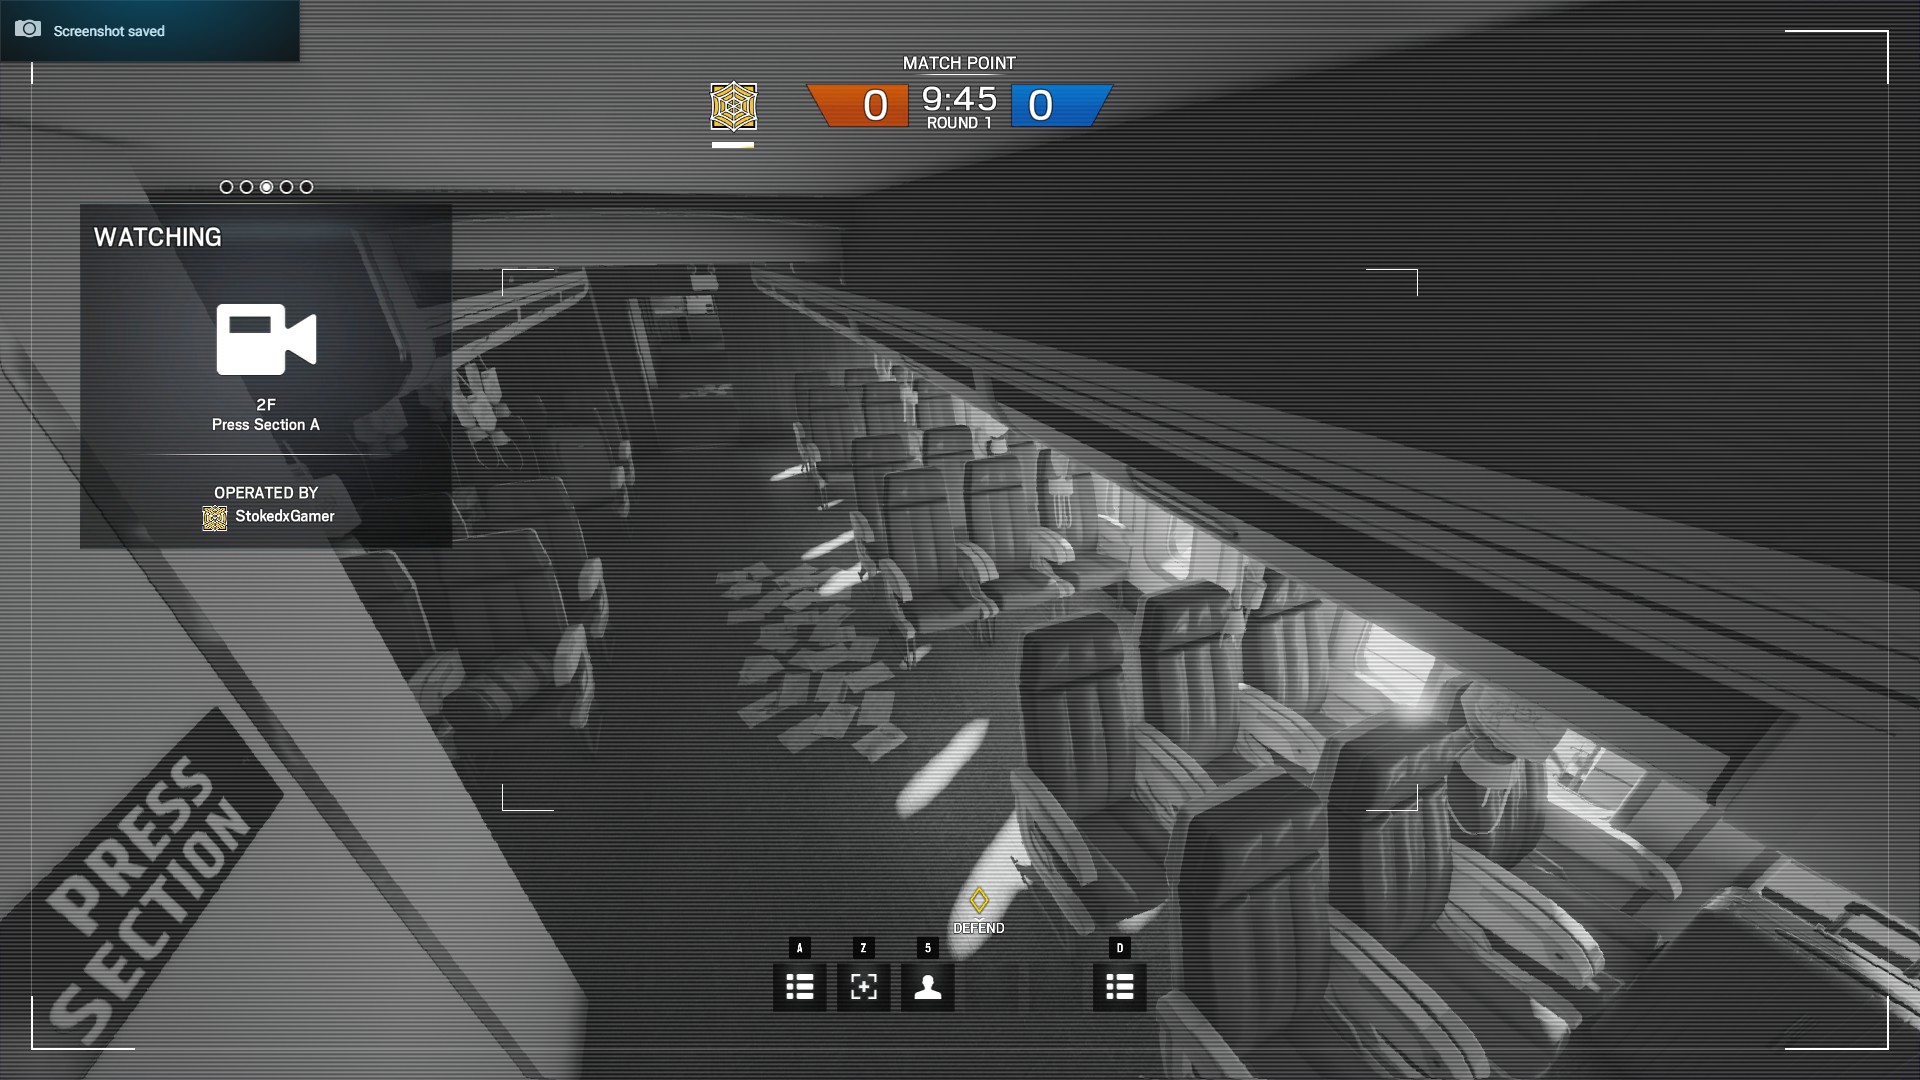 Screenshot saved
MATCH POINT
0
9:45
0
ROUND 1
WATCHING
2F
Press Section A
OPERATED BY
StokedxGamer
PRESS
SECTION
DEFEND
A
Z
5
D